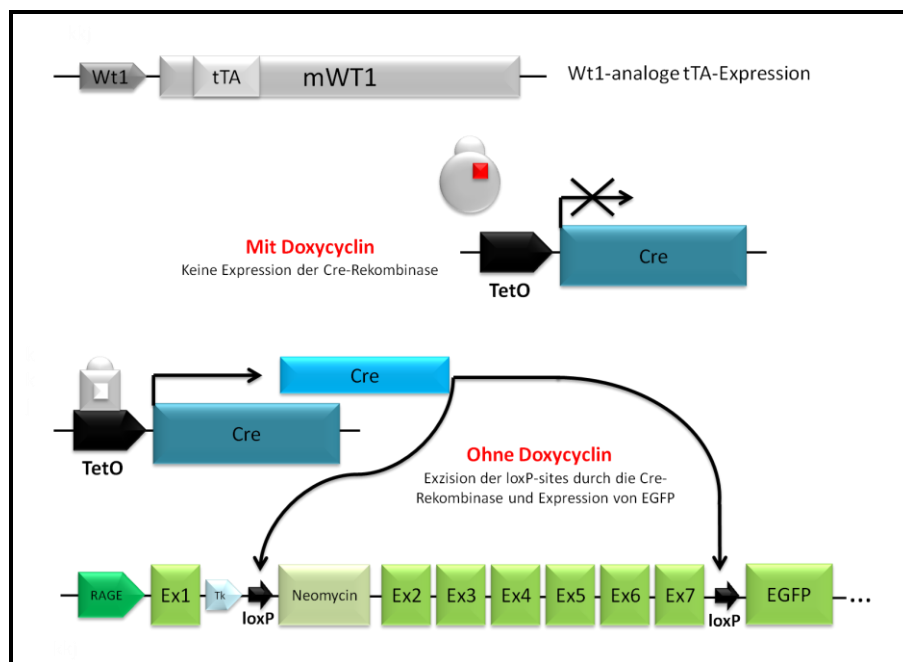 Wt1 tTA mWT1 Wt1-analoge tTA-Expression
Mit Doxycyclin
Keine Expression der Cre-Rekombinase
Cre
TetO
Cre
Cre
TetO
Ohne Doxycyclin
Exzision der loxP-sites durch die Cre-
Rekombinase und Expression von EGFP
RAGE Ex1 Tk Neomycin Ex2 Ex3 Ex4 Ex5 Ex6 Ex7 EGFP ...
loxP loxP